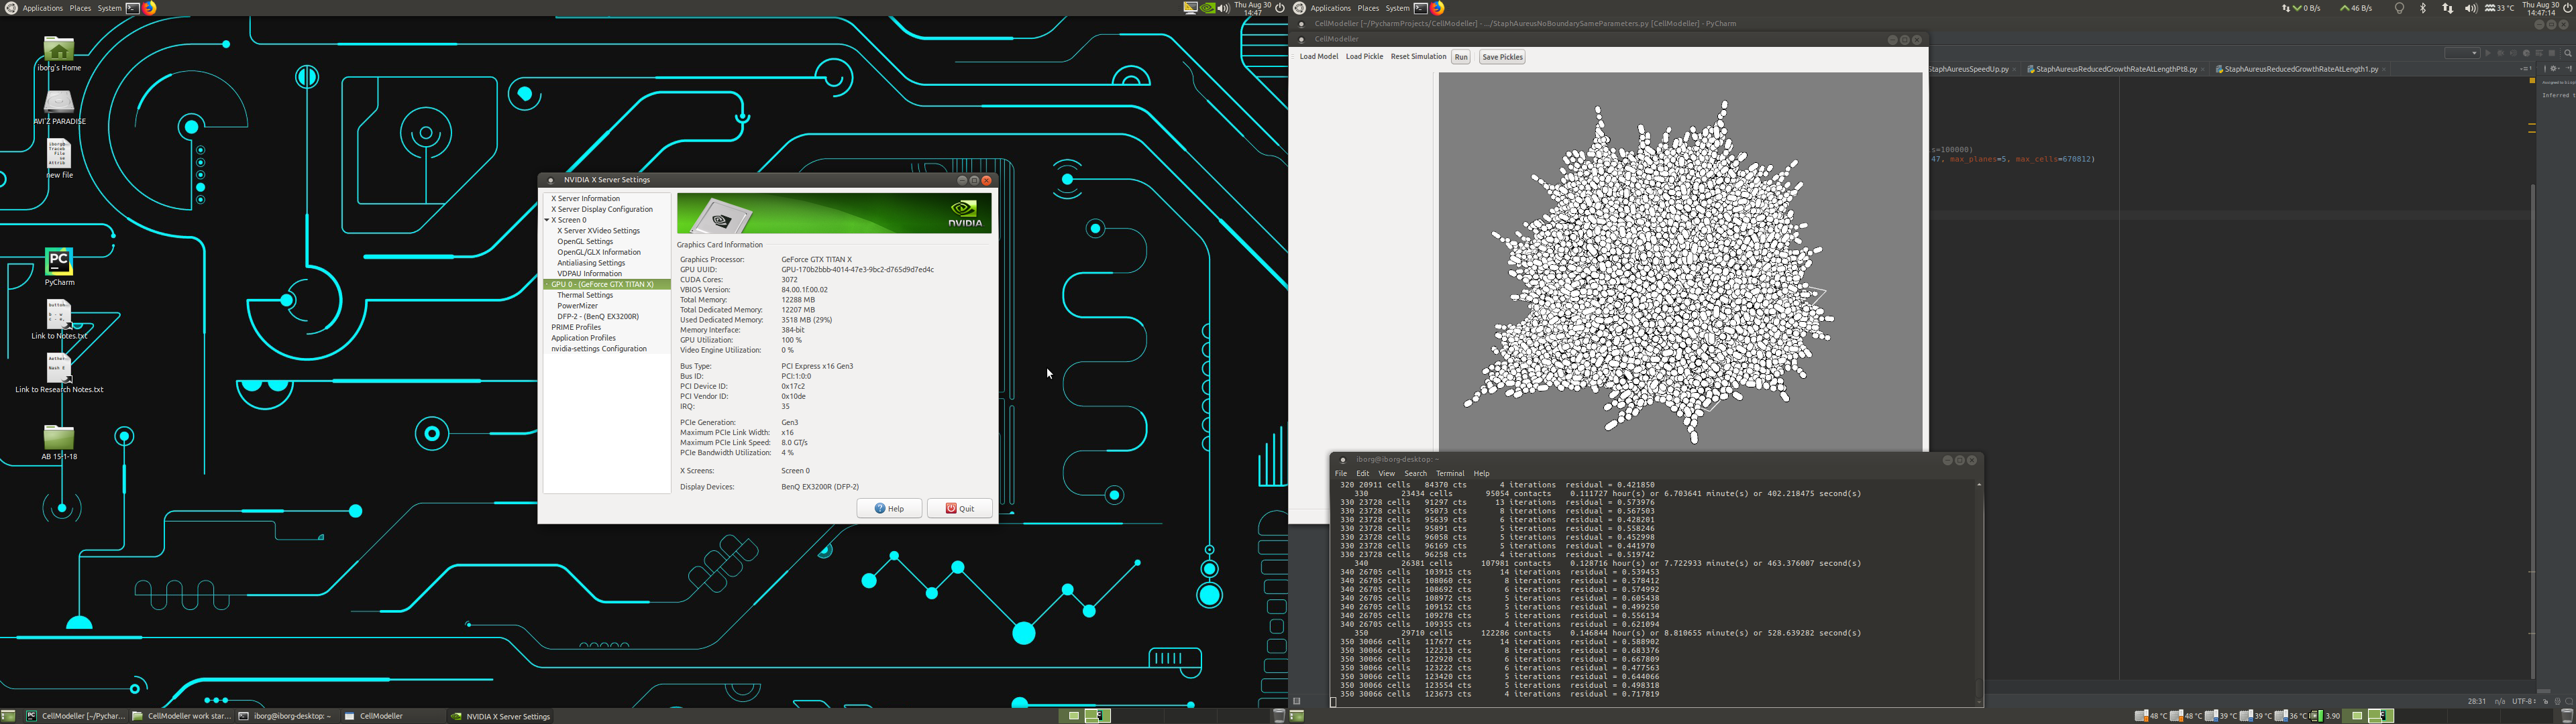 Applications Places System
Thu Aug 30
14:47
Applications Places System
0 B/s
46 B/s
33 °C
Thu Aug 30
14:47:14
iborg's Home
AVI'Z PARADISE
new file
PC
PyCharm
Link to Notes.txt
Link to Research Notes.txt
AB 15-1-18
NVIDIA X Server Settings
X Server Information
X Server Display Configuration
X Screen 0
X Server XVideo Settings
OpenGL Settings
OpenGL/GLX Information
Antialiasing Settings
VDPAU Information
GPU 0 - (GeForce GTX TITAN X)
Thermal Settings
PowerMizer
DFP-2 - (BenQ EX3200R)
PRIME Profiles
Application Profiles
nvidia-settings Configuration
NVIDIA
Graphics Card Information
Graphics Processor: GeForce GTX TITAN X
GPU UUID: GPU-170b2bbb-4014-47e3-9bc2-d765d9d7ed4c
CUDA Cores: 3072
VBIOS Version: 84.00.1f.00.02
Total Memory: 12288 MB
Total Dedicated Memory: 12207 MB
Used Dedicated Memory: 3518 MB (29%)
Memory Interface: 384-bit
GPU Utilization: 100 %
Video Engine Utilization: 0 %
Bus Type: PCI Express x16 Gen3
Bus ID: PCI:1:0:0
PCI Device ID: 0x17c2
PCI Vendor ID: 0x10de
IRQ: 35
PCIe Generation: Gen3
Maximum PCIe Link Width: x16
Maximum PCIe Link Speed: 8.0 GT/s
PCIe Bandwidth Utilization: 4 %
X Screens: Screen 0
Display Devices: BenQ EX3200R (DFP-2)
Help Quit
CellModeller [~/PycharmProjects/CellModeller] - .../StaphAureusNoBoundarySameParameters.py [CellModeller] - PyCharm
CellModeller
Load Model Load Pickle Reset Simulation Run Save Pickles
StaphAureusSpeedUp.py StaphAureusReducedGrowthRateAtLengthPt8.py StaphAureusReducedGrowthRateAtLength1.py
Inferred t
s=100000)
47, max_planes=5, max_cells=670812)
iborg@iborg-desktop: ~
File Edit View Search Terminal Help
320 20911 cells 84370 cts 4 iterations residual = 0.421850
330 23434 cells 95054 contacts 0.111727 hour(s) or 6.703641 minute(s) or 402.218475 second(s)
330 23728 cells 91297 cts 13 iterations residual = 0.573976
330 23728 cells 95073 cts 8 iterations residual = 0.567503
330 23728 cells 95639 cts 6 iterations residual = 0.428201
330 23728 cells 95891 cts 5 iterations residual = 0.558246
330 23728 cells 96058 cts 5 iterations residual = 0.452998
330 23728 cells 96169 cts 5 iterations residual = 0.441970
330 23728 cells 96258 cts 4 iterations residual = 0.519742
340 26381 cells 107981 contacts 0.128716 hour(s) or 7.722933 minute(s) or 463.376007 second(s)
340 26705 cells 103915 cts 14 iterations residual = 0.539453
340 26705 cells 108060 cts 8 iterations residual = 0.578412
340 26705 cells 108692 cts 6 iterations residual = 0.574992
340 26705 cells 108972 cts 5 iterations residual = 0.605438
340 26705 cells 109152 cts 5 iterations residual = 0.499250
340 26705 cells 109278 cts 5 iterations residual = 0.556134
340 26705 cells 109355 cts 4 iterations residual = 0.621094
350 29710 cells 122286 contacts 0.146844 hour(s) or 8.810655 minute(s) or 528.639282 second(s)
350 30066 cells 117677 cts 14 iterations residual = 0.588902
350 30066 cells 122213 cts 8 iterations residual = 0.683376
350 30066 cells 122920 cts 6 iterations residual = 0.667809
350 30066 cells 123222 cts 6 iterations residual = 0.477563
350 30066 cells 123420 cts 5 iterations residual = 0.644066
350 30066 cells 123554 cts 5 iterations residual = 0.498318
350 30066 cells 123673 cts 4 iterations residual = 0.717819
28:31 n/a UTF-8
CellModeller [~/Pychar...
CellModeller work star...
iborg@iborg-desktop: ~
CellModeller
NVIDIA X Server Settings
48 °C 48 °C 39 °C 39 °C 36 °C 3.90